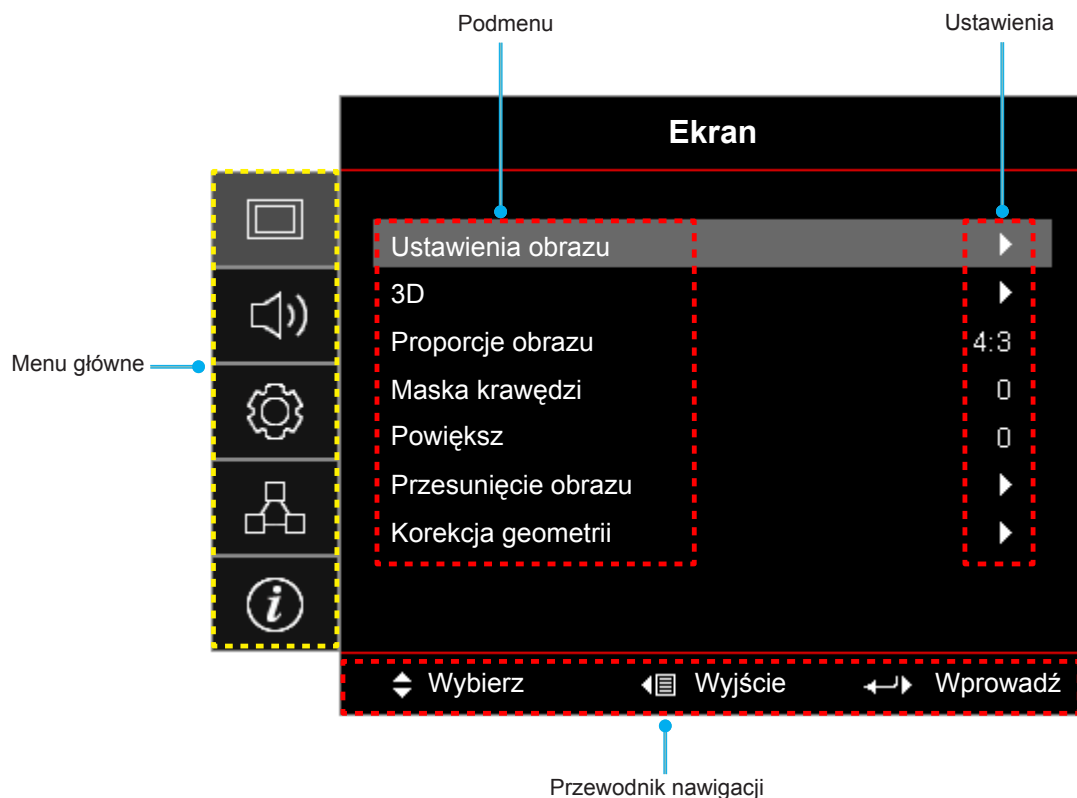 Podmenu
Ustawienia
Ekran
Ustawienia obrazu
3D
Proporcje obrazu 4:3
Maska krawędzi 0
Powiększ 0
Przesunięcie obrazu
Korekcja geometrii
Menu główne
i
Wybierz Wyjście Wprowadź
Przewodnik nawigacji